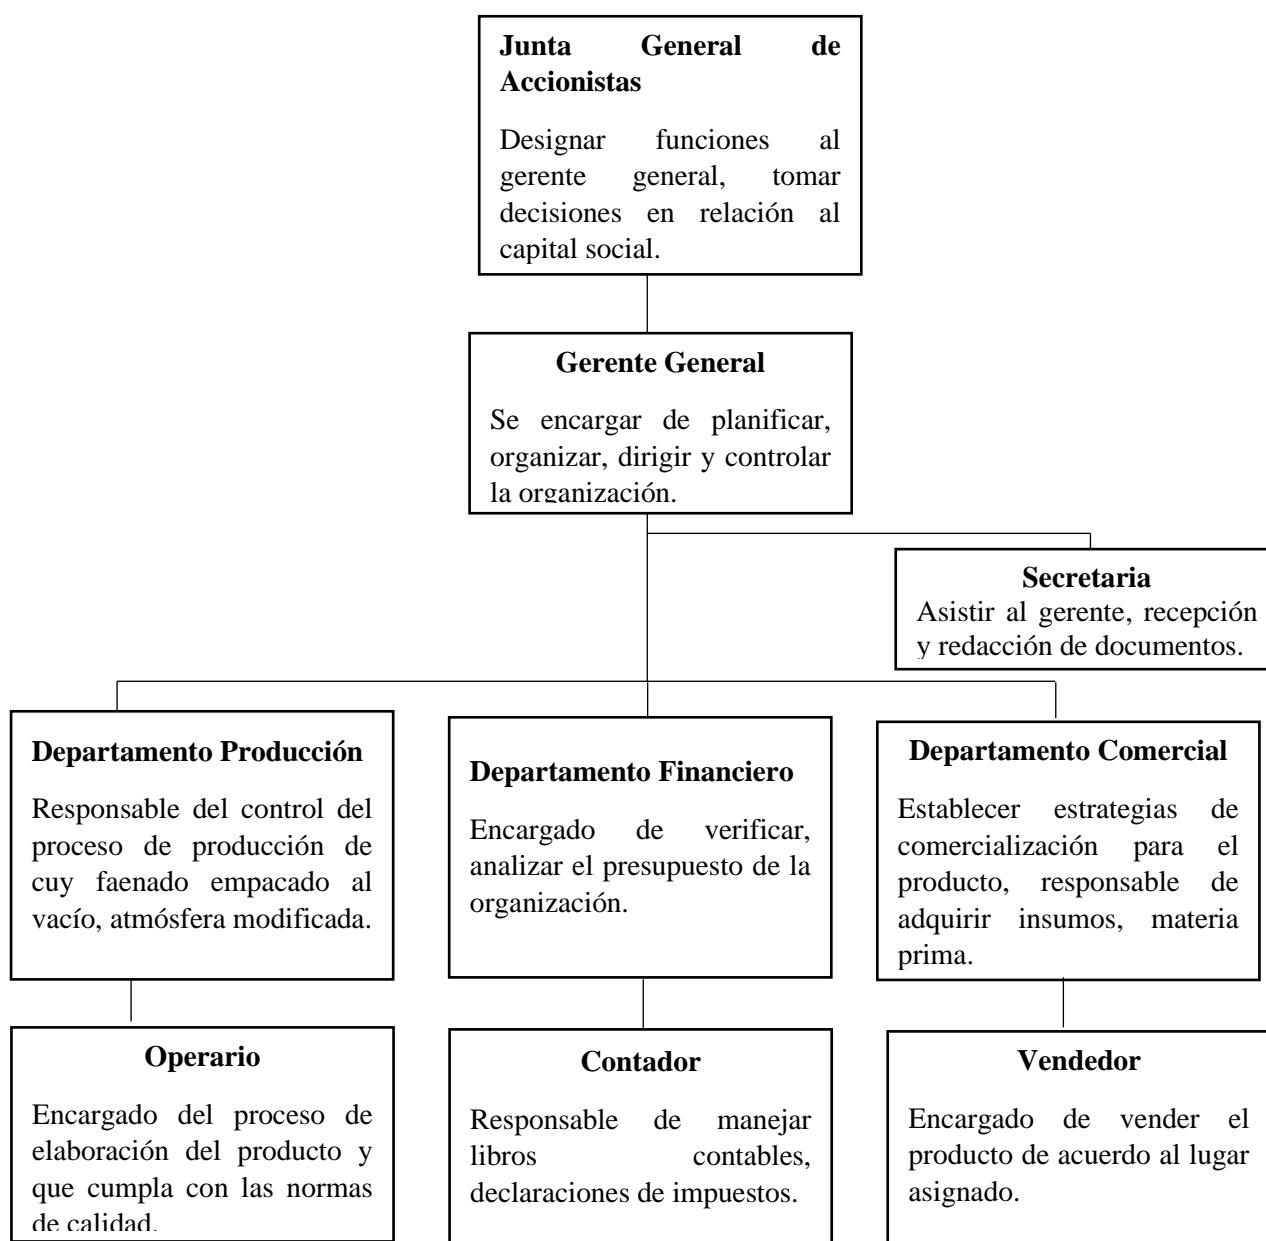 Junta General de
Accionistas
Designar funciones al
gerente general, tomar
decisiones en relación al
capital social.
Gerente General
Se encargar de planificar,
organizar, dirigir y controlar
la organización.
Secretaria
Asistir al gerente, recepción
y redacción de documentos.
Departamento Producción
Responsable del control del
proceso de producción de
cuy faenado empacado al
vacío, atmósfera modificada.
Departamento Financiero
Encargado de verificar,
analizar el presupuesto de la
organización.
Departamento Comercial
Establecer estrategias de
comercialización para el
producto, responsable de
adquirir insumos, materia
prima.
Operario
Encargado del proceso de
elaboración del producto y
que cumpla con las normas
de calidad.
Contador
Responsable de manejar
libros contables,
declaraciones de impuestos.
Vendedor
Encargado de vender el
producto de acuerdo al lugar
asignado.